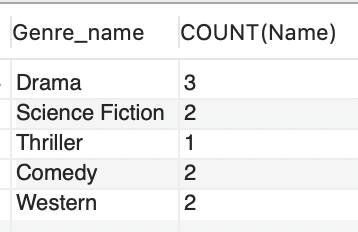 Genre_name COUNT(Name)
Drama 3
Science Fiction 2
Thriller 1
Comedy 2
Western 2